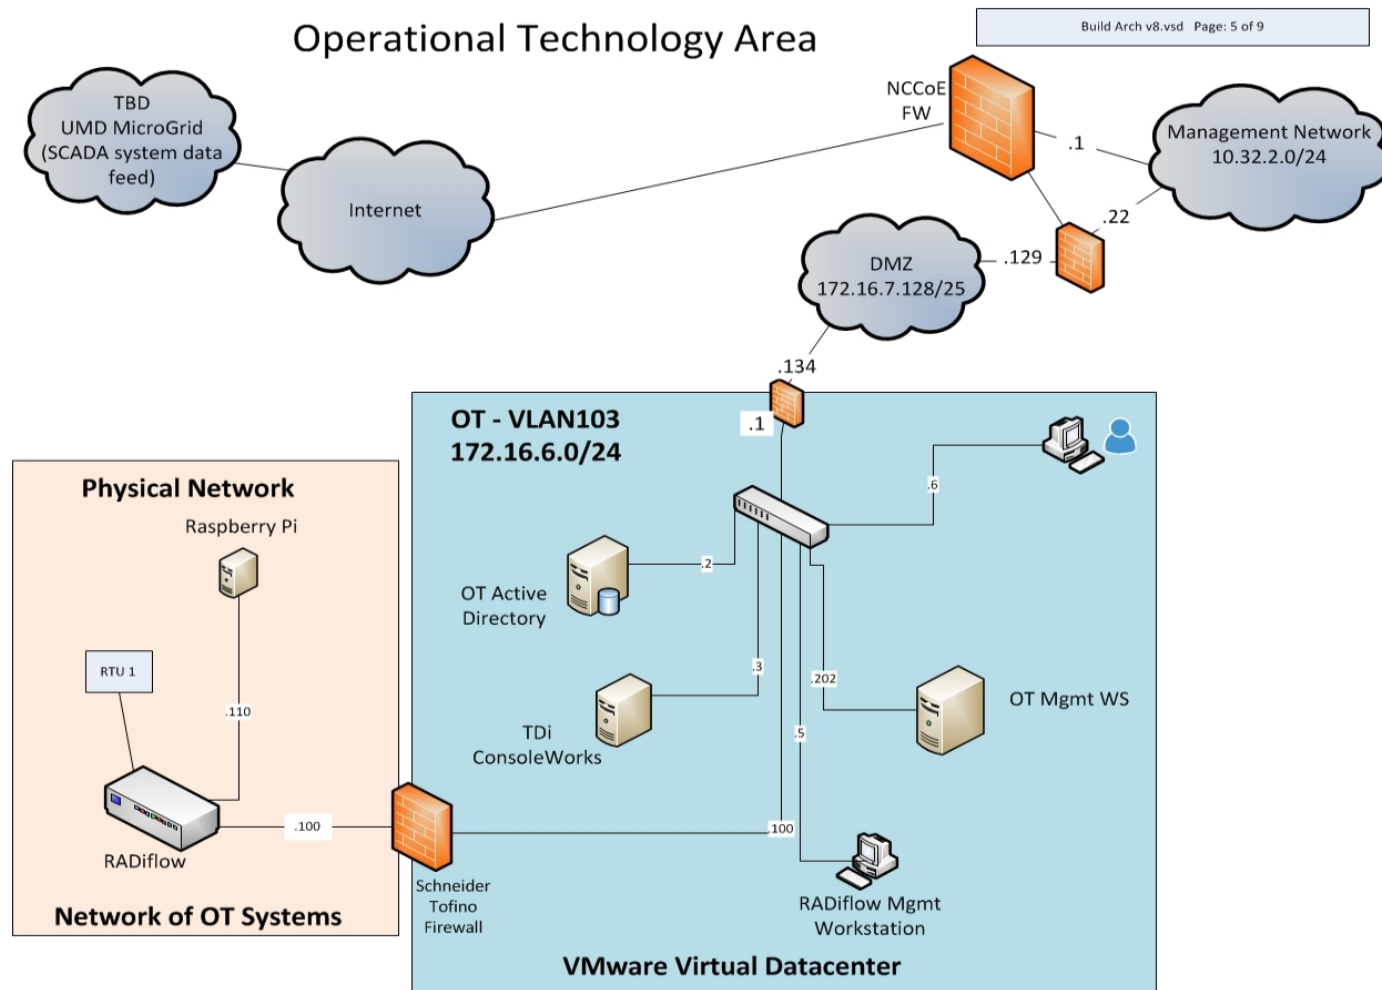 Operational Technology Area
Build Arch v8.vsd   Page: 5 of 9
TBD
UMD MicroGrid
(SCADA system data
feed)
Internet
NCCoE
FW
.1
Management Network
10.32.2.0/24
.22
.129
DMZ
172.16.7.128/25
.134
.1
OT - VLAN103
172.16.6.0/24
.6
Physical Network
Raspberry Pi
.2
OT Active
Directory
RTU 1
.110
.3
.202
OT Mgmt WS
TDi
ConsoleWorks
.5
.100
.100
RADiflow
Schneider
Tofino
Firewall
RADiflow Mgmt
Workstation
Network of OT Systems
VMware Virtual Datacenter